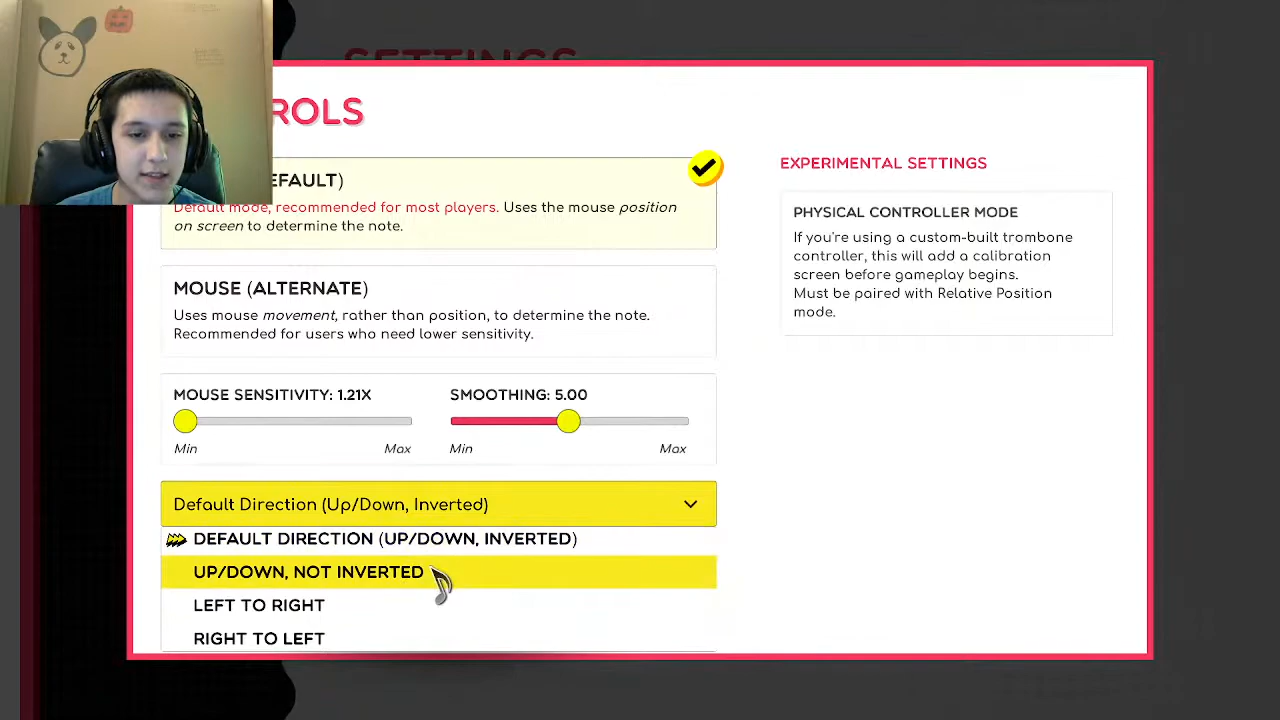 SETTINGS
ROLS
EFAULT)
Default mode, recommended for most players. Uses the mouse position
on screen to determine the note.
MOUSE (ALTERNATE)
Uses mouse movement, rather than position, to determine the note.
Recommended for users who need lower sensitivity.
MOUSE SENSITIVITY: 1.21X
SMOOTHING: 5.00
Min Max
Min Max
Default Direction (Up/Down, Inverted)
DEFAULT DIRECTION (UP/DOWN, INVERTED)
UP/DOWN, NOT INVERTED
LEFT TO RIGHT
RIGHT TO LEFT
EXPERIMENTAL SETTINGS
PHYSICAL CONTROLLER MODE
If you're using a custom-built trombone
controller, this will add a calibration
screen before gameplay begins.
Must be paired with Relative Position
mode.